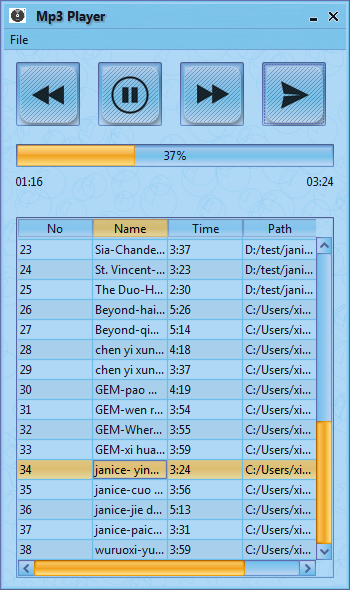 Mp3 Player
File
37%
01:16 03:24
No Name Time Path
23 Sia-Chande... 3:37 D:/test/jani...
24 St. Vincent-... 3:23 D:/test/jani...
25 The Duo-H... 2:30 D:/test/jani...
26 Beyond-hai... 5:26 C:/Users/xi...
27 Beyond-qi... 5:14 C:/Users/xi...
28 chen yi xun... 4:18 C:/Users/xi...
29 chen yi xun... 3:37 C:/Users/xi...
30 GEM-pao ... 4:19 C:/Users/xi...
31 GEM-wen r... 3:54 C:/Users/xi...
32 GEM-Wher... 3:55 C:/Users/xi...
33 GEM-xi hua... 3:59 C:/Users/xi...
34 janice- yin... 3:24 C:/Users/xi...
35 janice-cuo ... 3:56 C:/Users/xi...
36 janice-jie d... 5:13 C:/Users/xi...
37 janice-paic... 3:31 C:/Users/xi...
38 wuruoxi-yu... 3:59 C:/Users/xi...